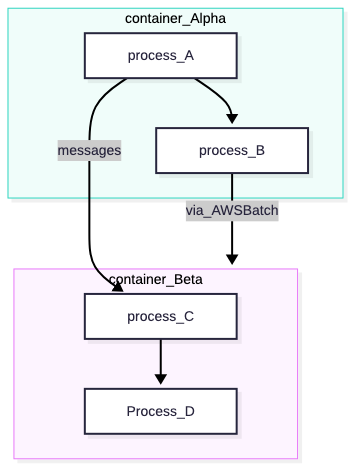 container_Alpha
process_A
messages
process_B
via_AWSBatch
container_Beta
process_C
Process_D